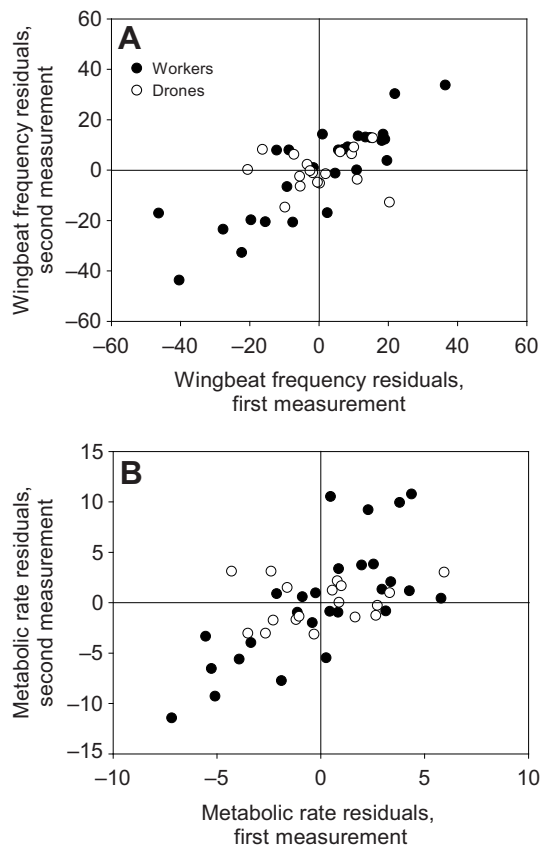 60
A
Workers
Drones
40
20
0
–20
–40
–60
–60
–40
–20
0
20
40
60
Wingbeat frequency residuals,
second measurement
Wingbeat frequency residuals,
first measurement
15
B
10
5
0
–5
–10
–15
–10
–5
0
5
10
Metabolic rate residuals,
second measurement
Metabolic rate residuals,
first measurement